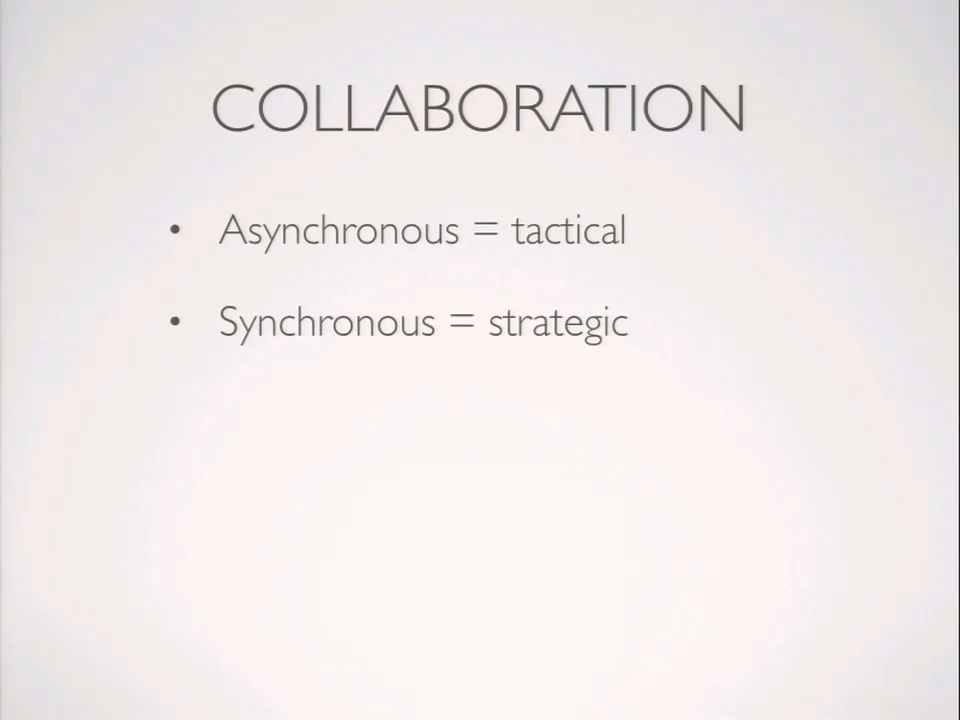 COLLABORATION
• Asynchronous = tactical
• Synchronous = strategic